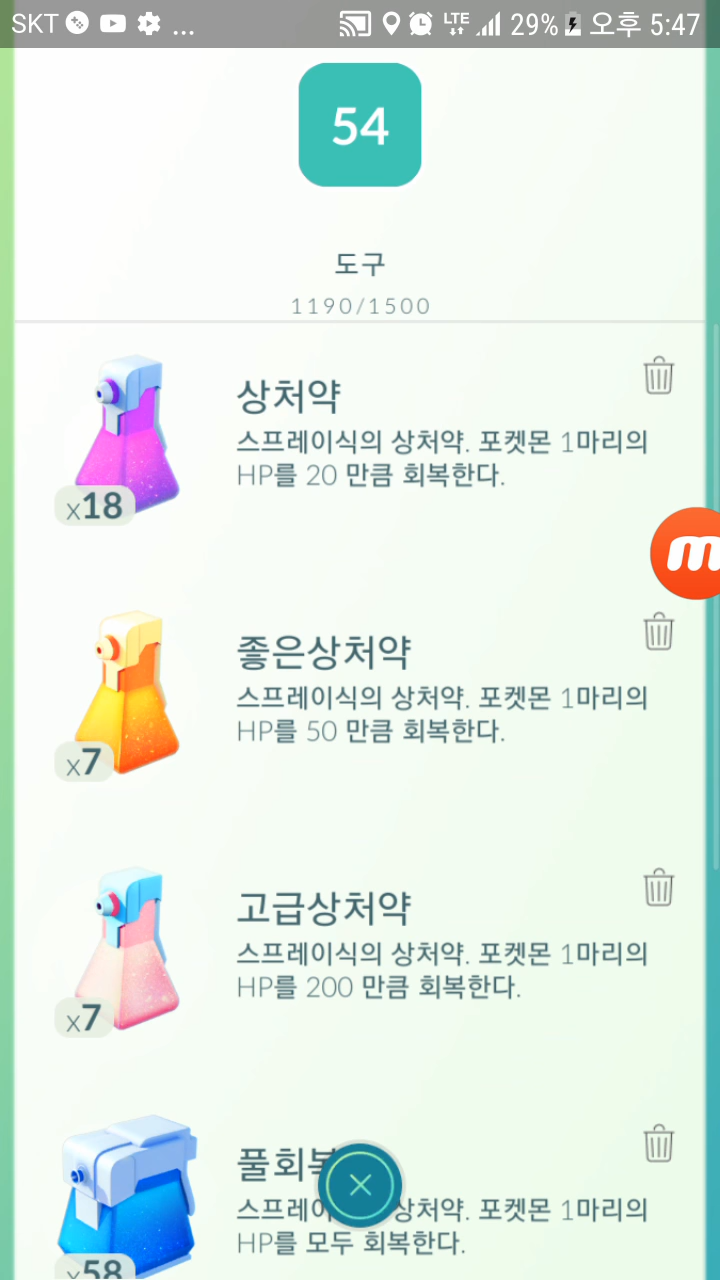 SKT ... LTE 29% 오후 5:47
54
도구
1190/1500
상처약
스프레이식의 상처약. 포켓몬 1마리의
HP를 20 만큼 회복한다.
x18
좋은상처약
스프레이식의 상처약. 포켓몬 1마리의
HP를 50 만큼 회복한다.
x7
고급상처약
스프레이식의 상처약. 포켓몬 1마리의
HP를 200 만큼 회복한다.
x7
풀회복
스프레이 상처약. 포켓몬 1마리의
HP를 모두 회복한다.
x58